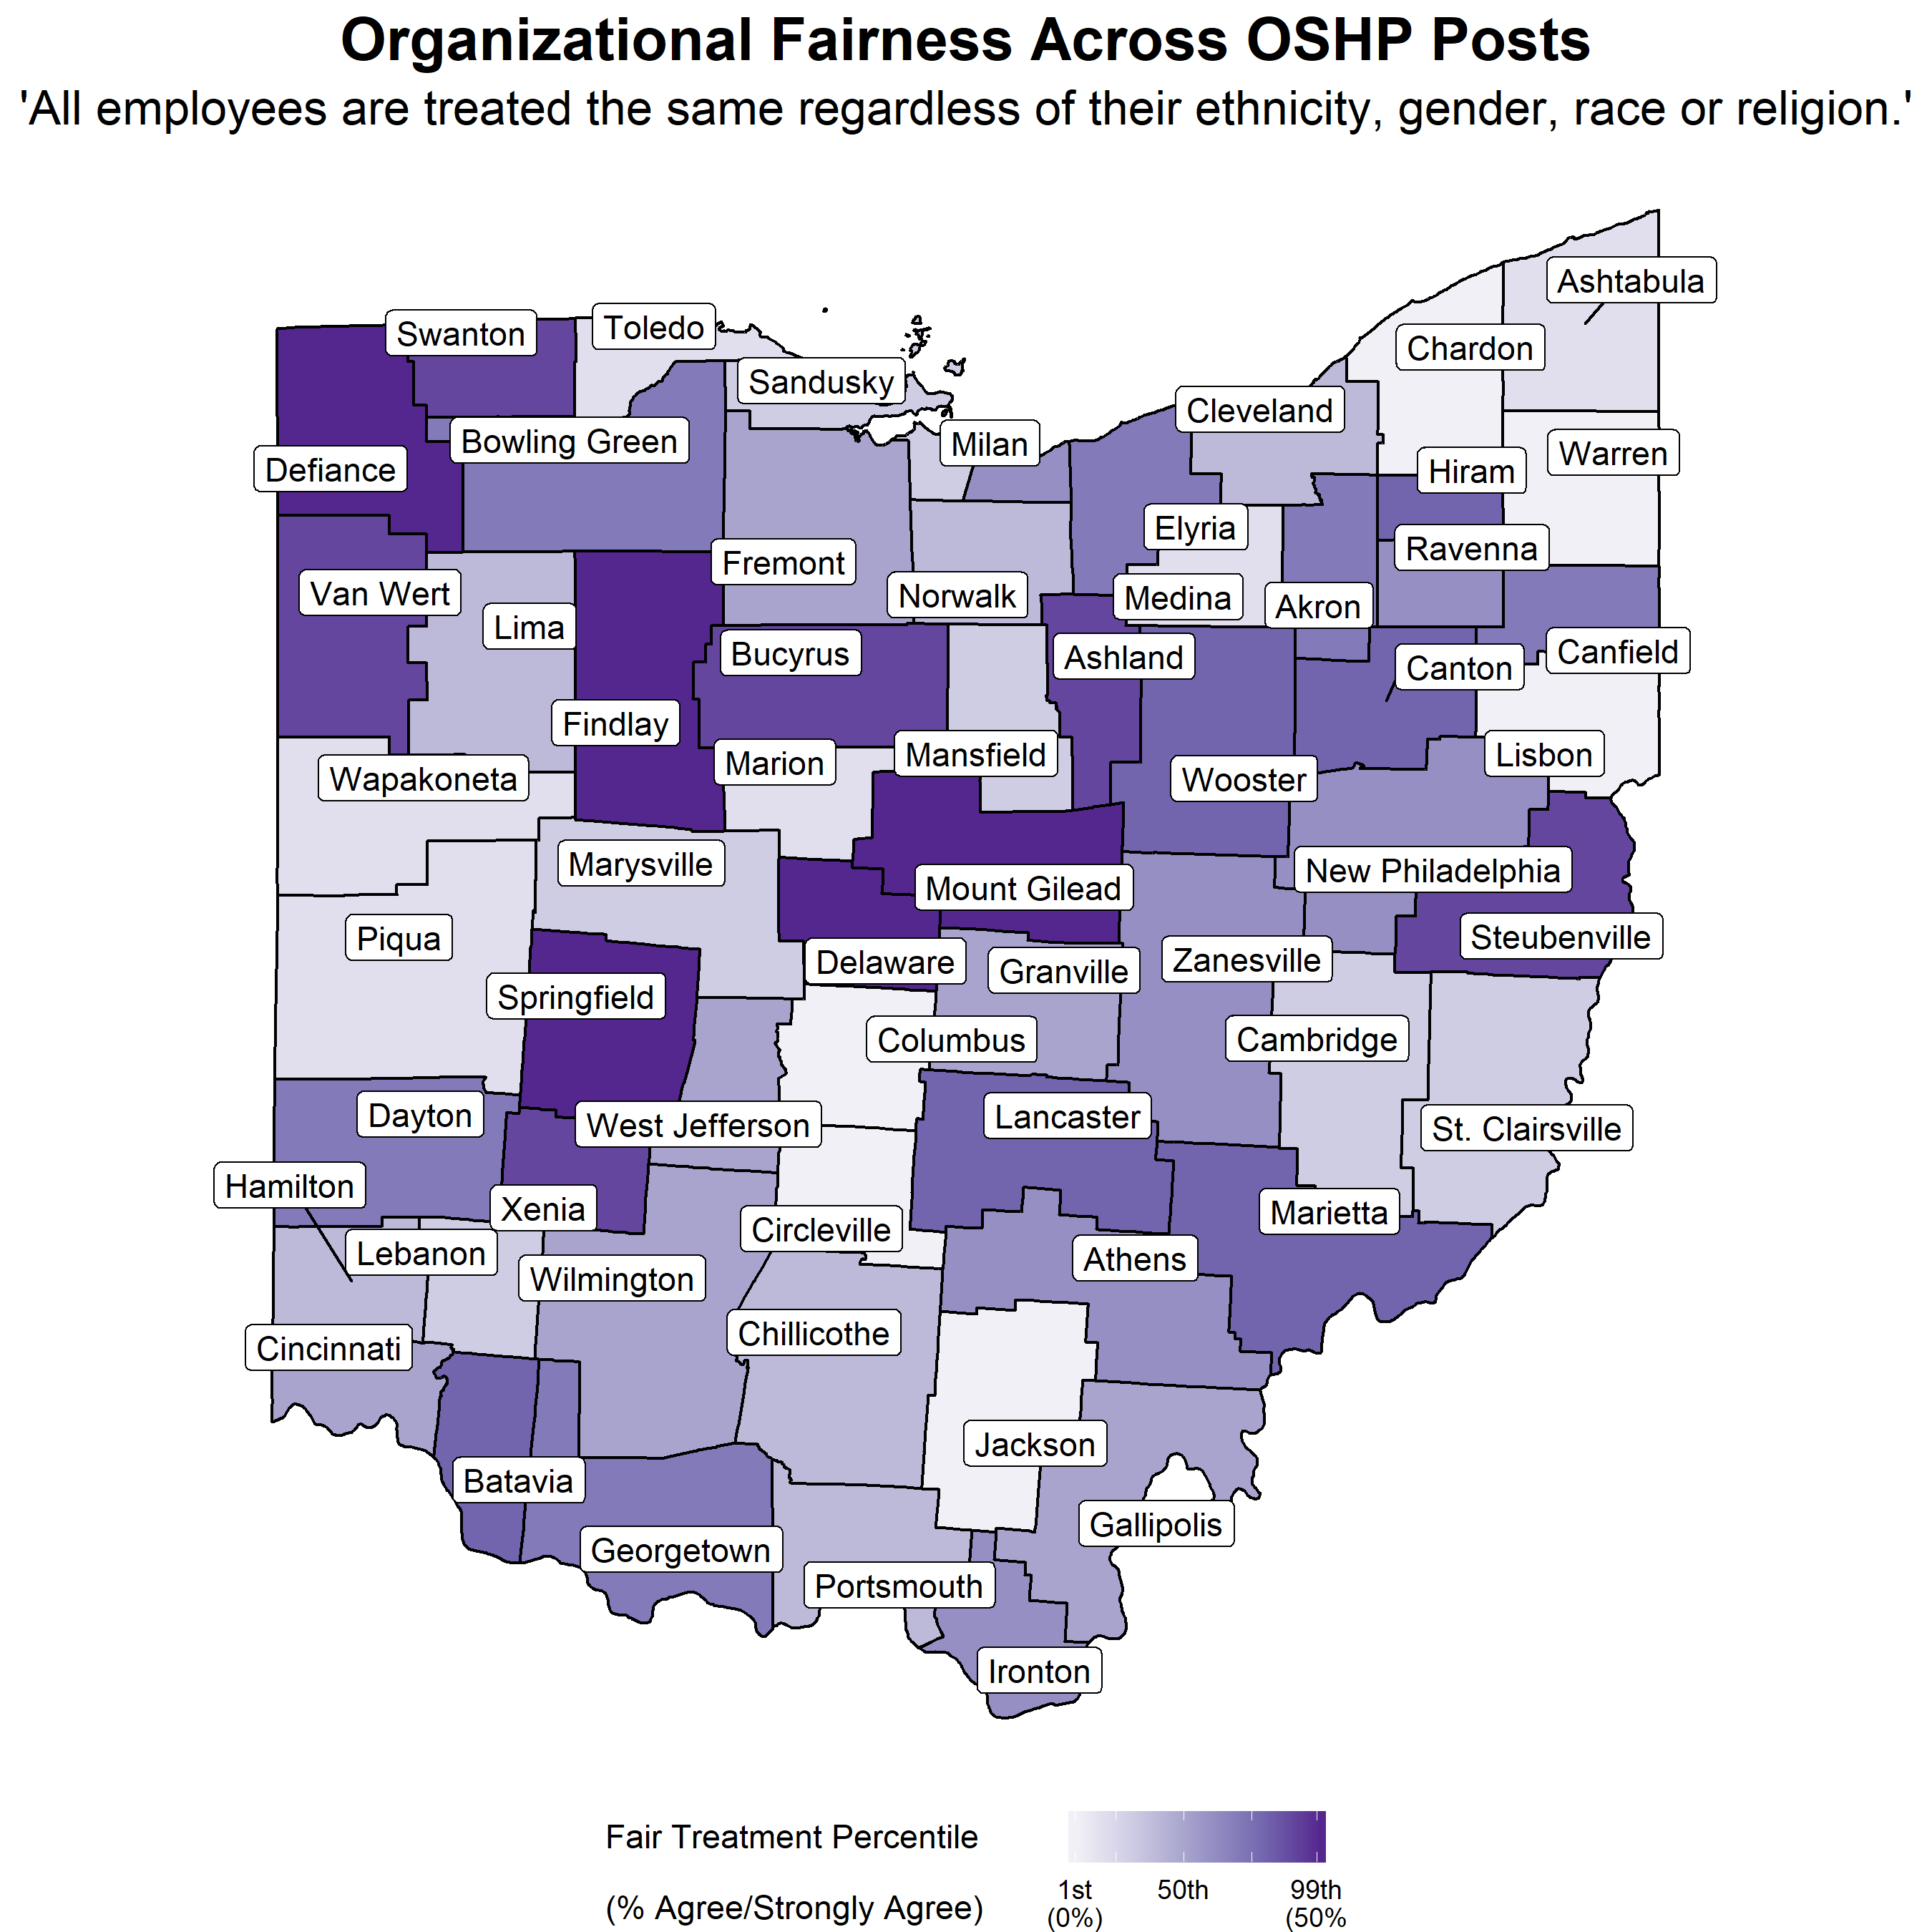 Organizational Fairness Across OSHP Posts
'All employees are treated the same regardless of their ethnicity, gender, race or religion.'
Ashtabula
Swanton
Toledo
Chardon
Sandusky
Cleveland
Bowling Green
Milan
Warren
Defiance
Hiram
Elyria
Ravenna
Fremont
Van Wert
Norwalk
Medina
Akron
Lima
Bucyrus
Ashland
Canfield
Canton
Findlay
Mansfield
Lisbon
Marion
Wapakoneta
Wooster
Marysville
New Philadelphia
Mount Gilead
Piqua
Steubenville
Delaware
Zanesville
Granville
Springfield
Columbus
Cambridge
Dayton
Lancaster
West Jefferson
St. Clairsville
Hamilton
Xenia
Marietta
Circleville
Lebanon
Athens
Wilmington
Chillicothe
Cincinnati
Jackson
Batavia
Gallipolis
Georgetown
Portsmouth
Ironton
Fair Treatment Percentile
(% Agree/Strongly Agree)
1st 50th 99th
(0%) (50%